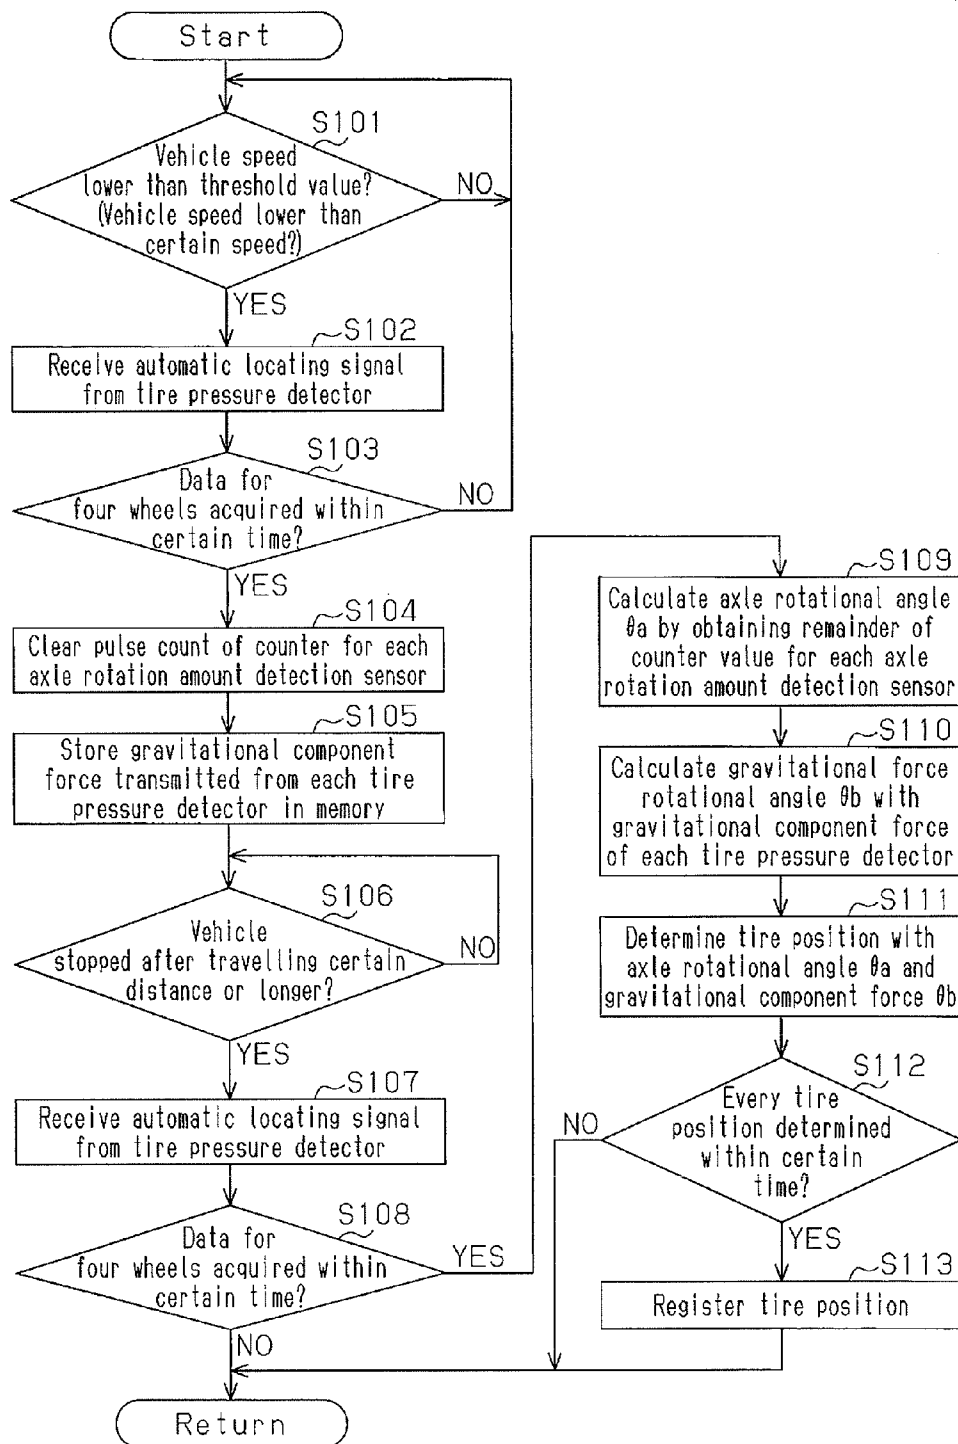 Start
S101
Vehicle speed
lower than threshold value?
(Vehicle speed lower than
certain speed?)
NO
YES
S102
Receive automatic locating signal
from tire pressure detector
S103
Data for
four wheels acquired within
certain time?
NO
YES
S104
Clear pulse count of counter for each
axle rotation amount detection sensor
S105
Store gravitational component
force transmitted from each tire
pressure detector in memory
S106
Vehicle
stopped after travelling certain
distance or longer?
NO
YES
S107
Receive automatic locating signal
from tire pressure detector
S108
Data for
four wheels acquired within
certain time?
YES
NO
Return
S109
Calculate axle rotational angle
θa by obtaining remainder of
counter value for each axle
rotation amount detection sensor
S110
Calculate gravitational force
rotational angle θb with
gravitational component force
of each tire pressure detector
S111
Determine tire position with
axle rotational angle θa and
gravitational component force θb
S112
Every tire
position determined
within certain
time?
NO
YES
S113
Register tire position